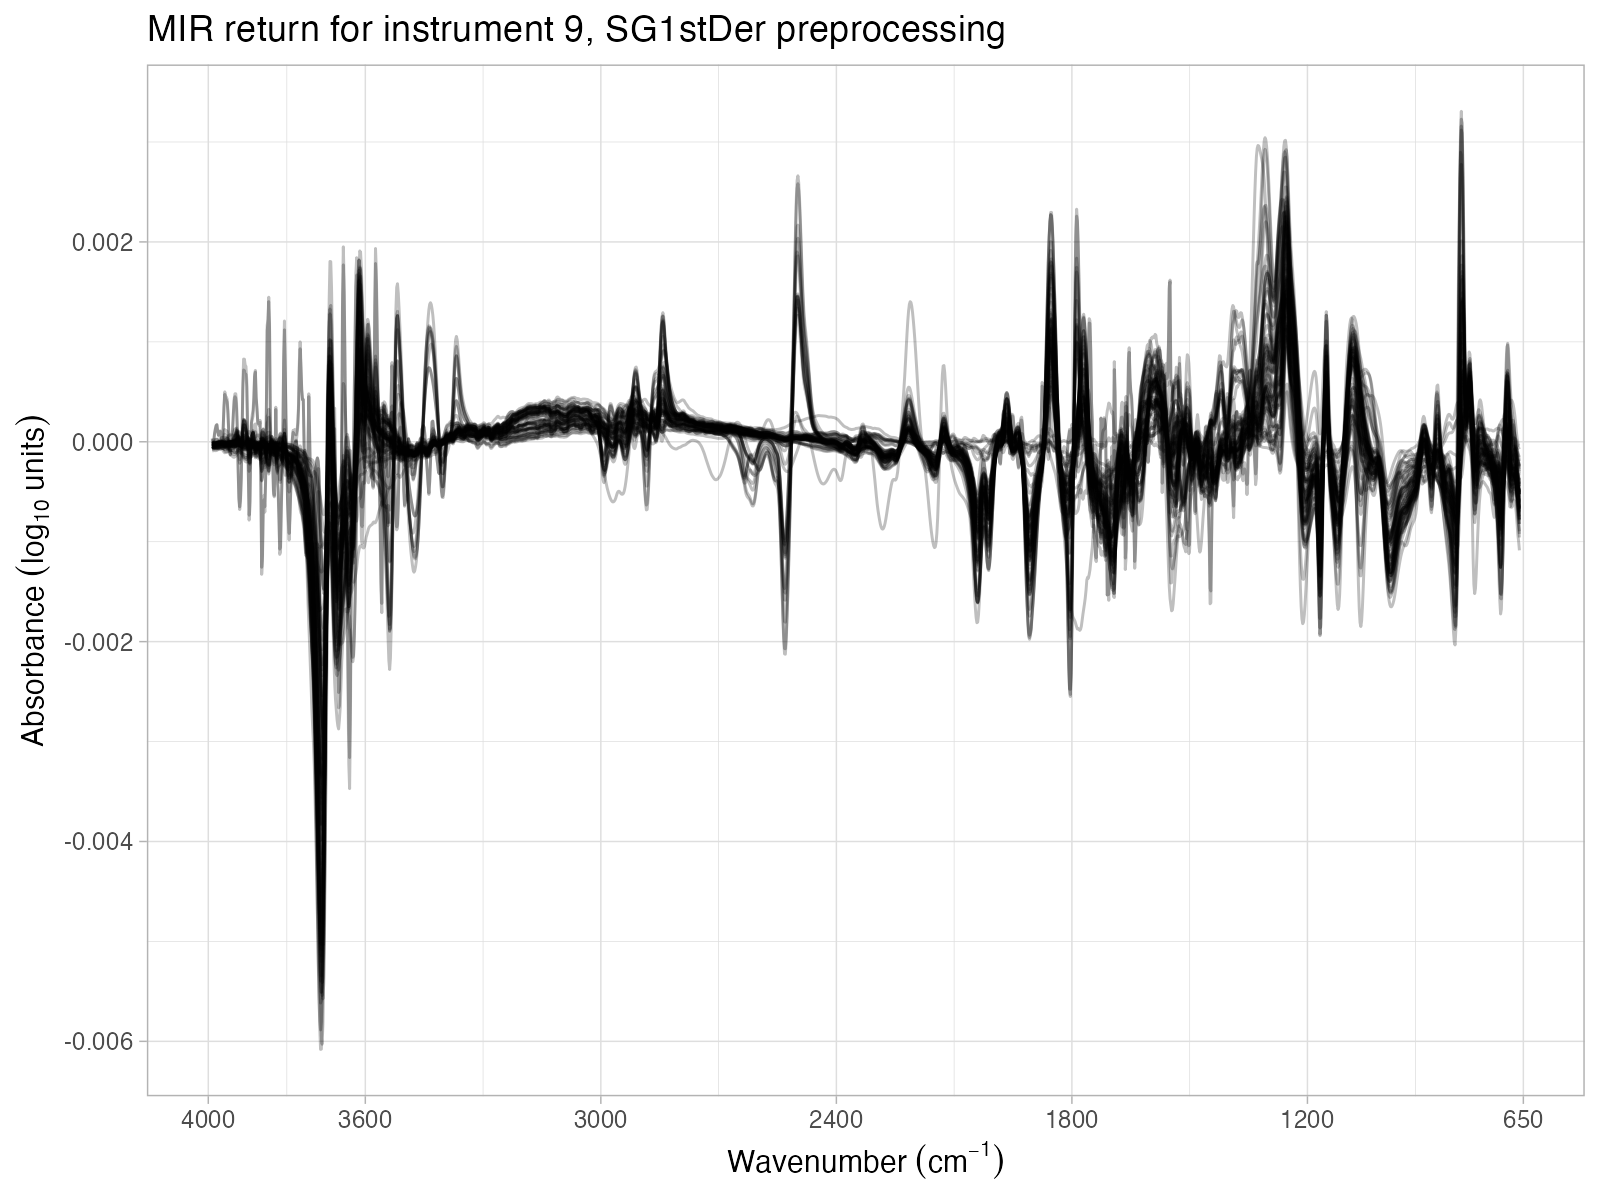 MIR return for instrument 9, SG1stDer preprocessing
Absorbance (log₁₀ units)
0.002
0.000
-0.002
-0.004
-0.006
4000 3600 3000 2400 1800 1200 650
Wavenumber (cm⁻¹)